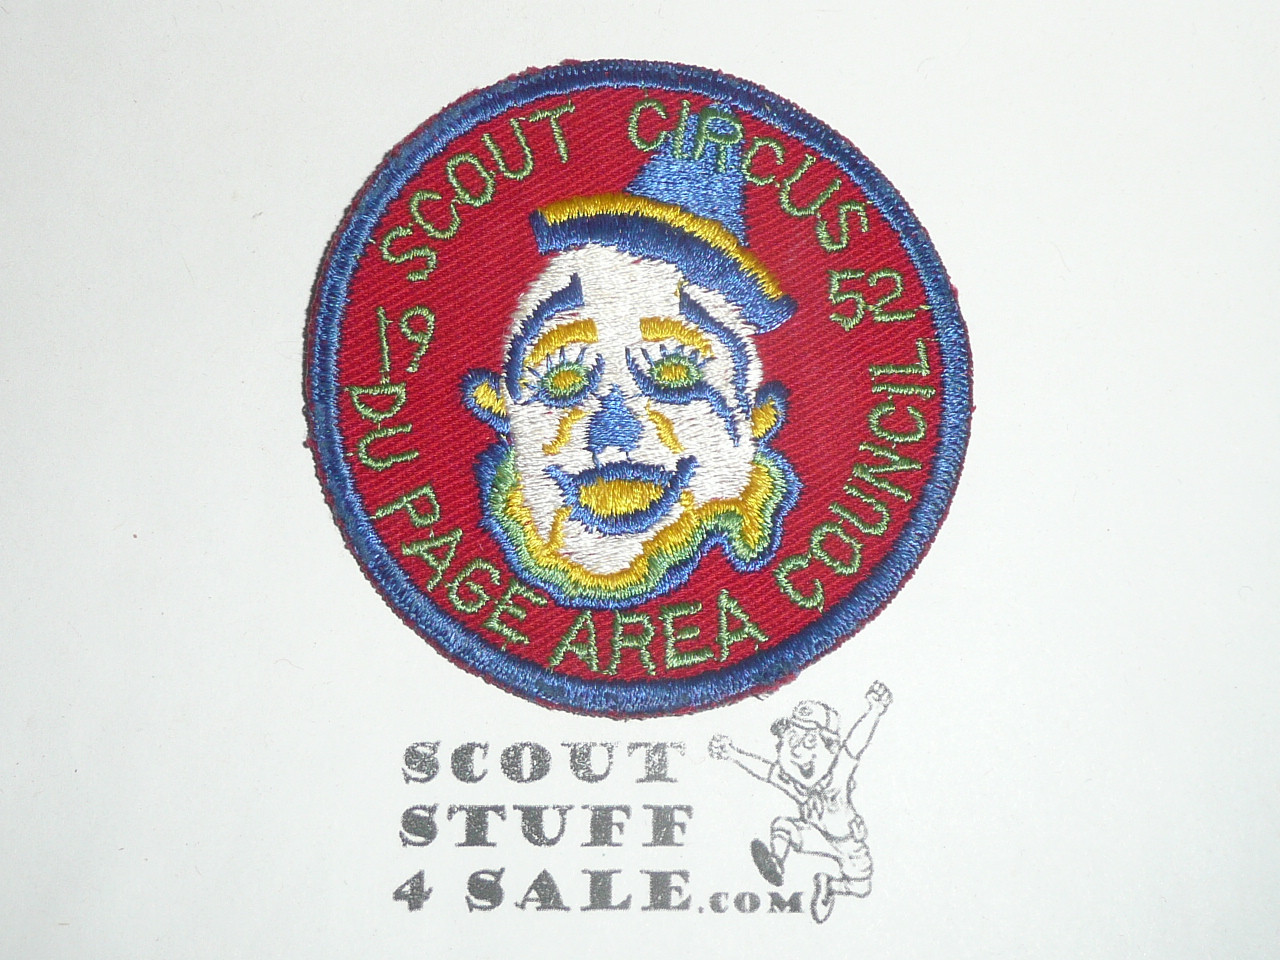 SCOUT CIRCUS
19 52
DU PAGE AREA COUNCIL
SCOUT
STUFF
4 SALE.COM